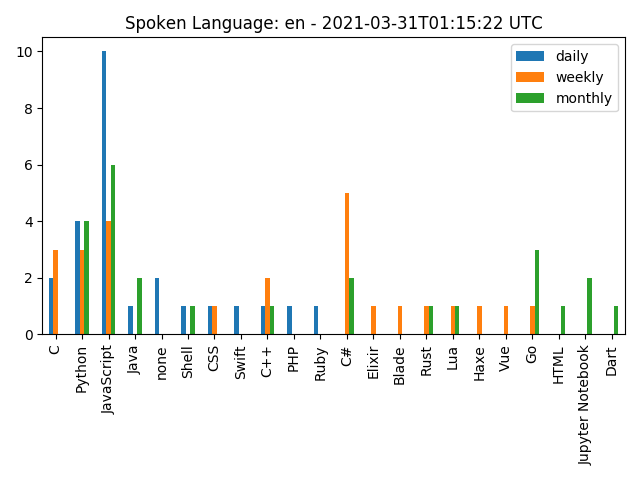 Spoken Language: en - 2021-03-31T01:15:22 UTC
daily
weekly
monthly
10
8
6
4
2
0
C
Python
JavaScript
Java
none
Shell
CSS
Swift
C++
PHP
Ruby
C#
Elixir
Blade
Rust
Lua
Haxe
Vue
Go
HTML
Jupyter Notebook
Dart